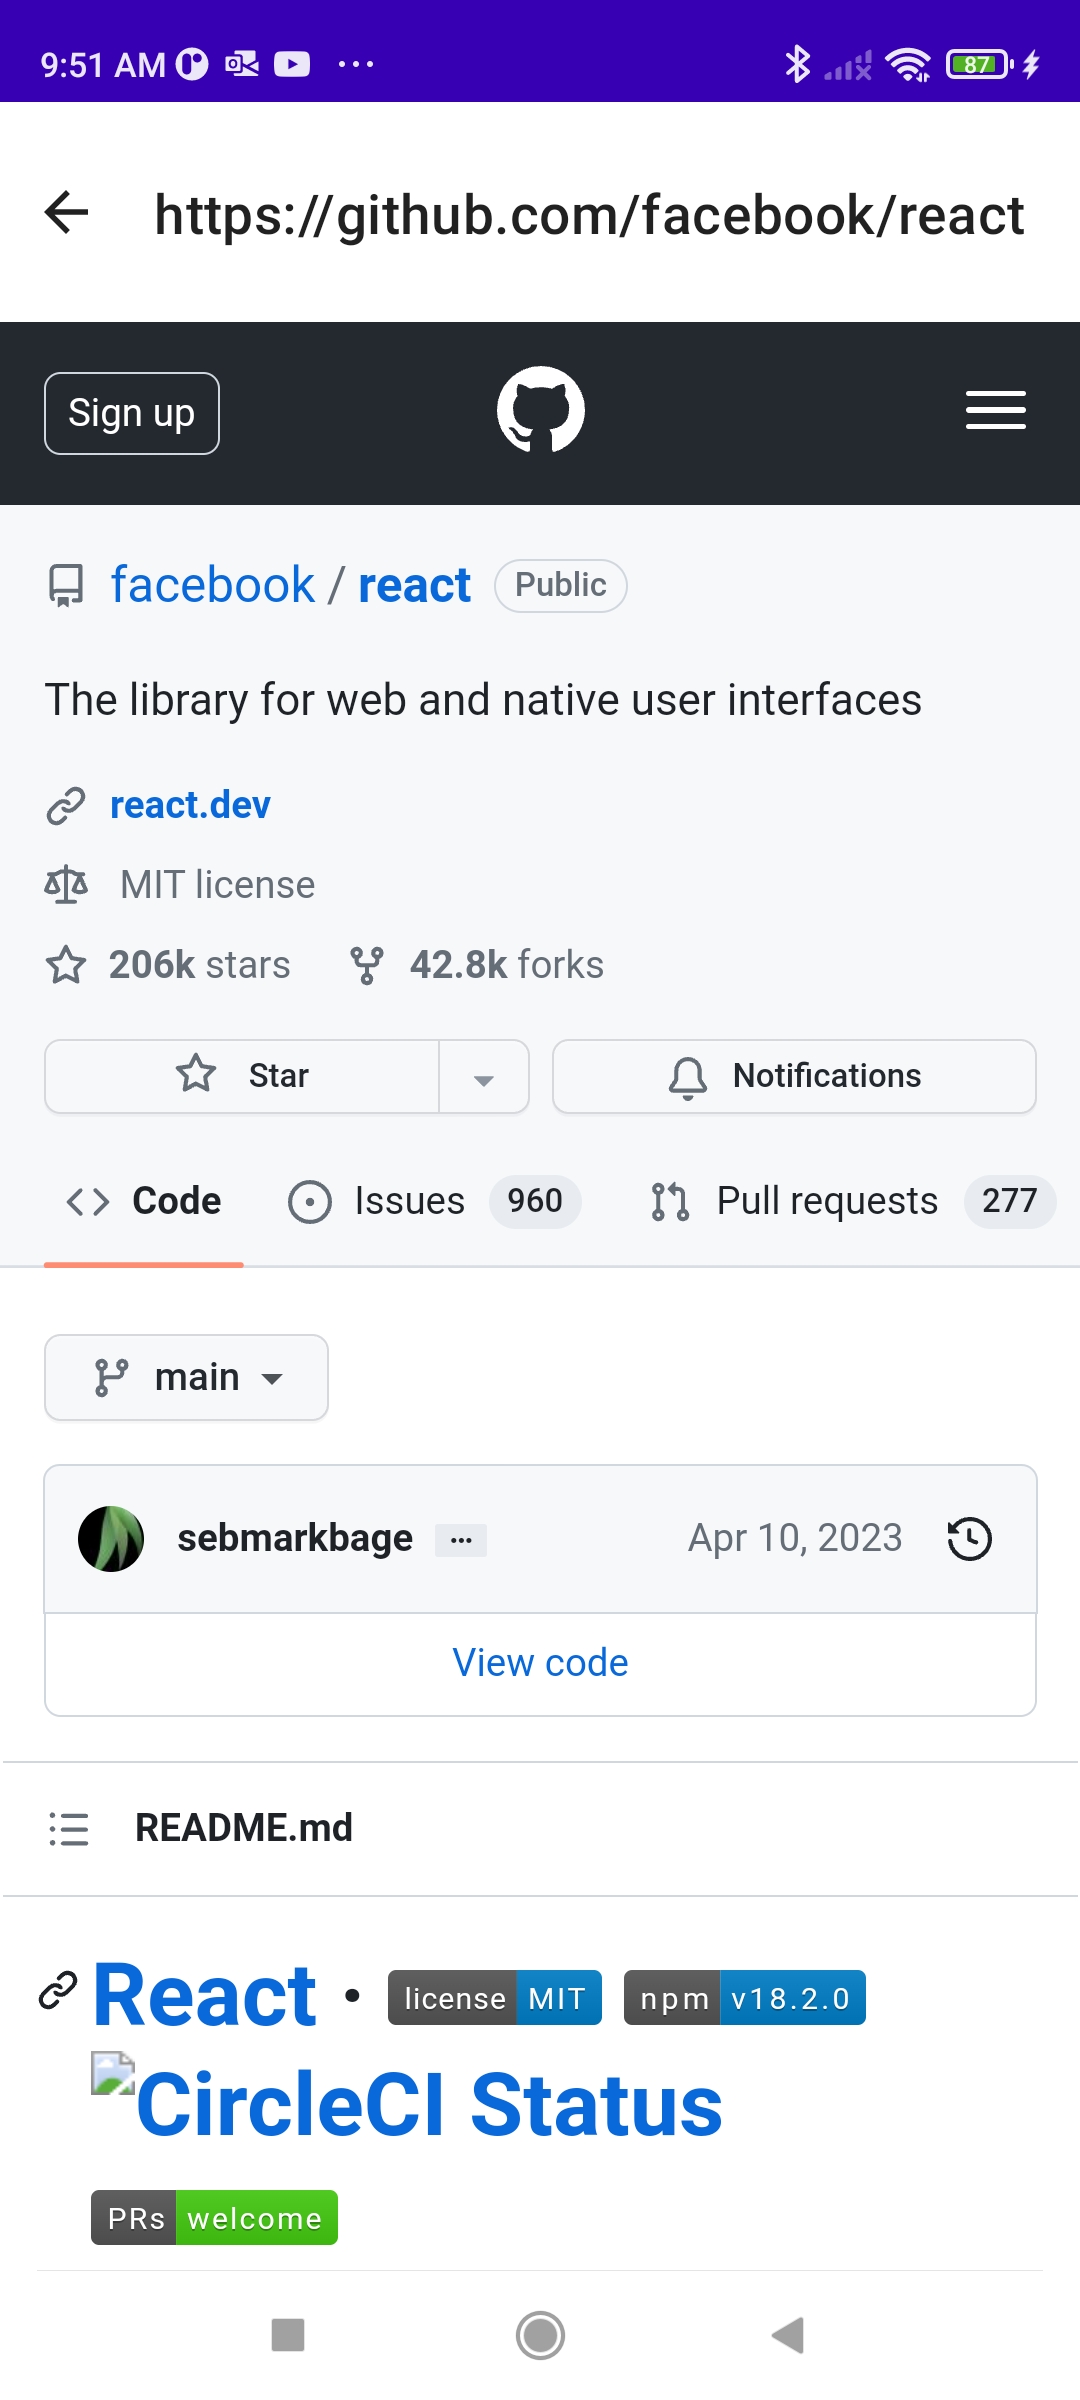 9:51 AM ... 87
https://github.com/facebook/react
Sign up
facebook / react Public
The library for web and native user interfaces
react.dev
MIT license
206k stars 42.8k forks
Star Notifications
Code Issues 960 Pull requests 277
main
sebmarkbage ... Apr 10, 2023
View code
README.md
React · license MIT npm v18.2.0
CircleCI Status
PRs welcome